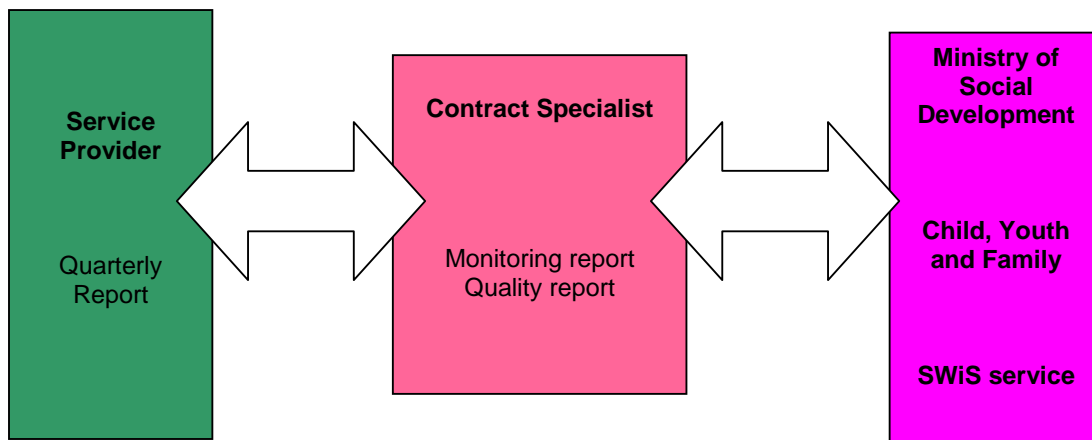 Service
Provider
Quarterly
Report
Contract Specialist
Monitoring report
Quality report
Ministry of
Social
Development
Child, Youth
and Family
SWiS service